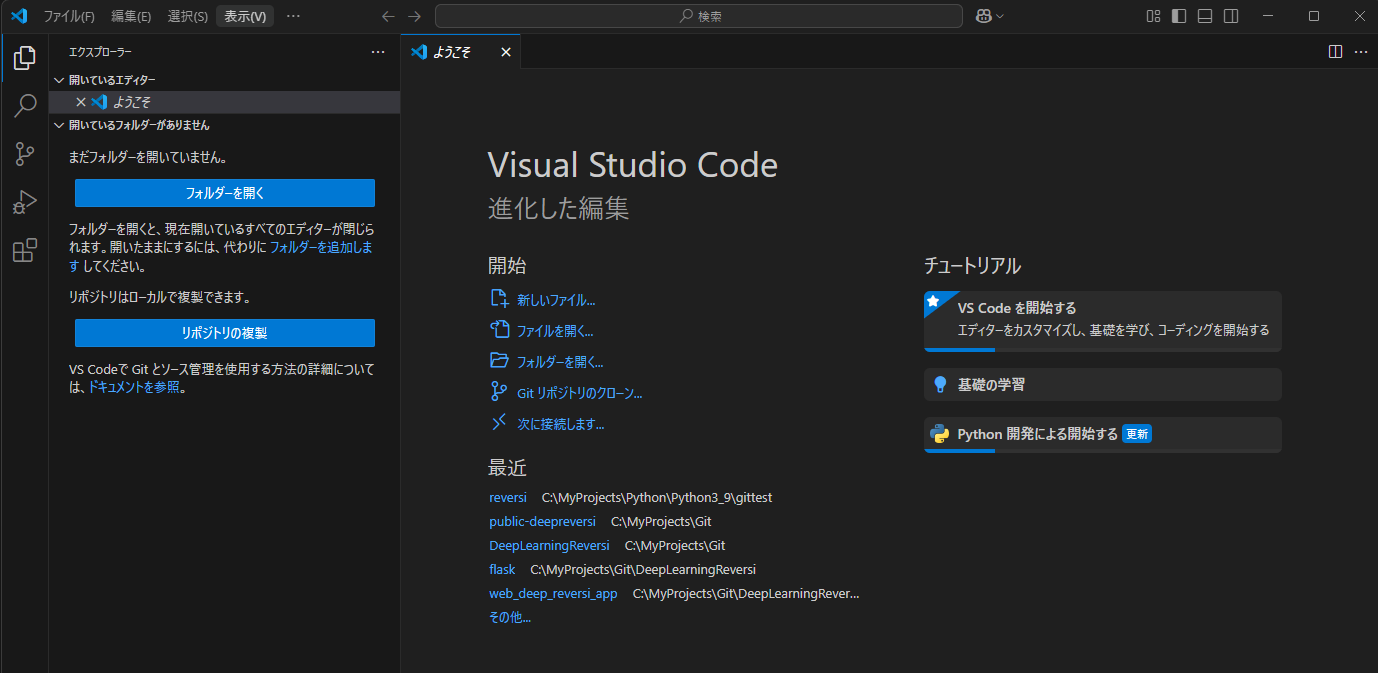 ファイル(F) 編集(E) 選択(S) 表示(V) ...
検索
エクスプローラー
開いているエディター
ようこそ
開いているフォルダーがありません
まだフォルダーを開いていません。
フォルダーを開く
フォルダーを開くと、現在開いているすべてのエディターが閉じら
れます。開いたままにするには、代わりに フォルダーを追加しま
す してください。
リポジトリはローカルで複製できます。
リポジトリの複製
VS Codeで Git とソース管理を使用する方法の詳細について
は、ドキュメントを参照。
ようこそ
Visual Studio Code
進化した編集
開始
新しいファイル...
ファイルを開く...
フォルダーを開く...
Git リポジトリのクローン...
次に接続します...
最近
reversi C:\MyProjects\Python\Python3_9\gittest
public-deepreversi C:\MyProjects\Git
DeepLearningReversi C:\MyProjects\Git
flask C:\MyProjects\Git\DeepLearningReversi
web_deep_reversi_app C:\MyProjects\Git\DeepLearningRever...
その他...
チュートリアル
VS Code を開始する
エディターをカスタマイズし、基礎を学び、コーディングを開始する
基礎の学習
Python 開発による開始する 更新